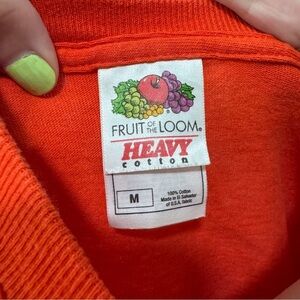 FRUIT OF THE LOOM®
HEAVY
cotton
M
100% Cotton
Made in El Salvador
of U.S.A. fabric